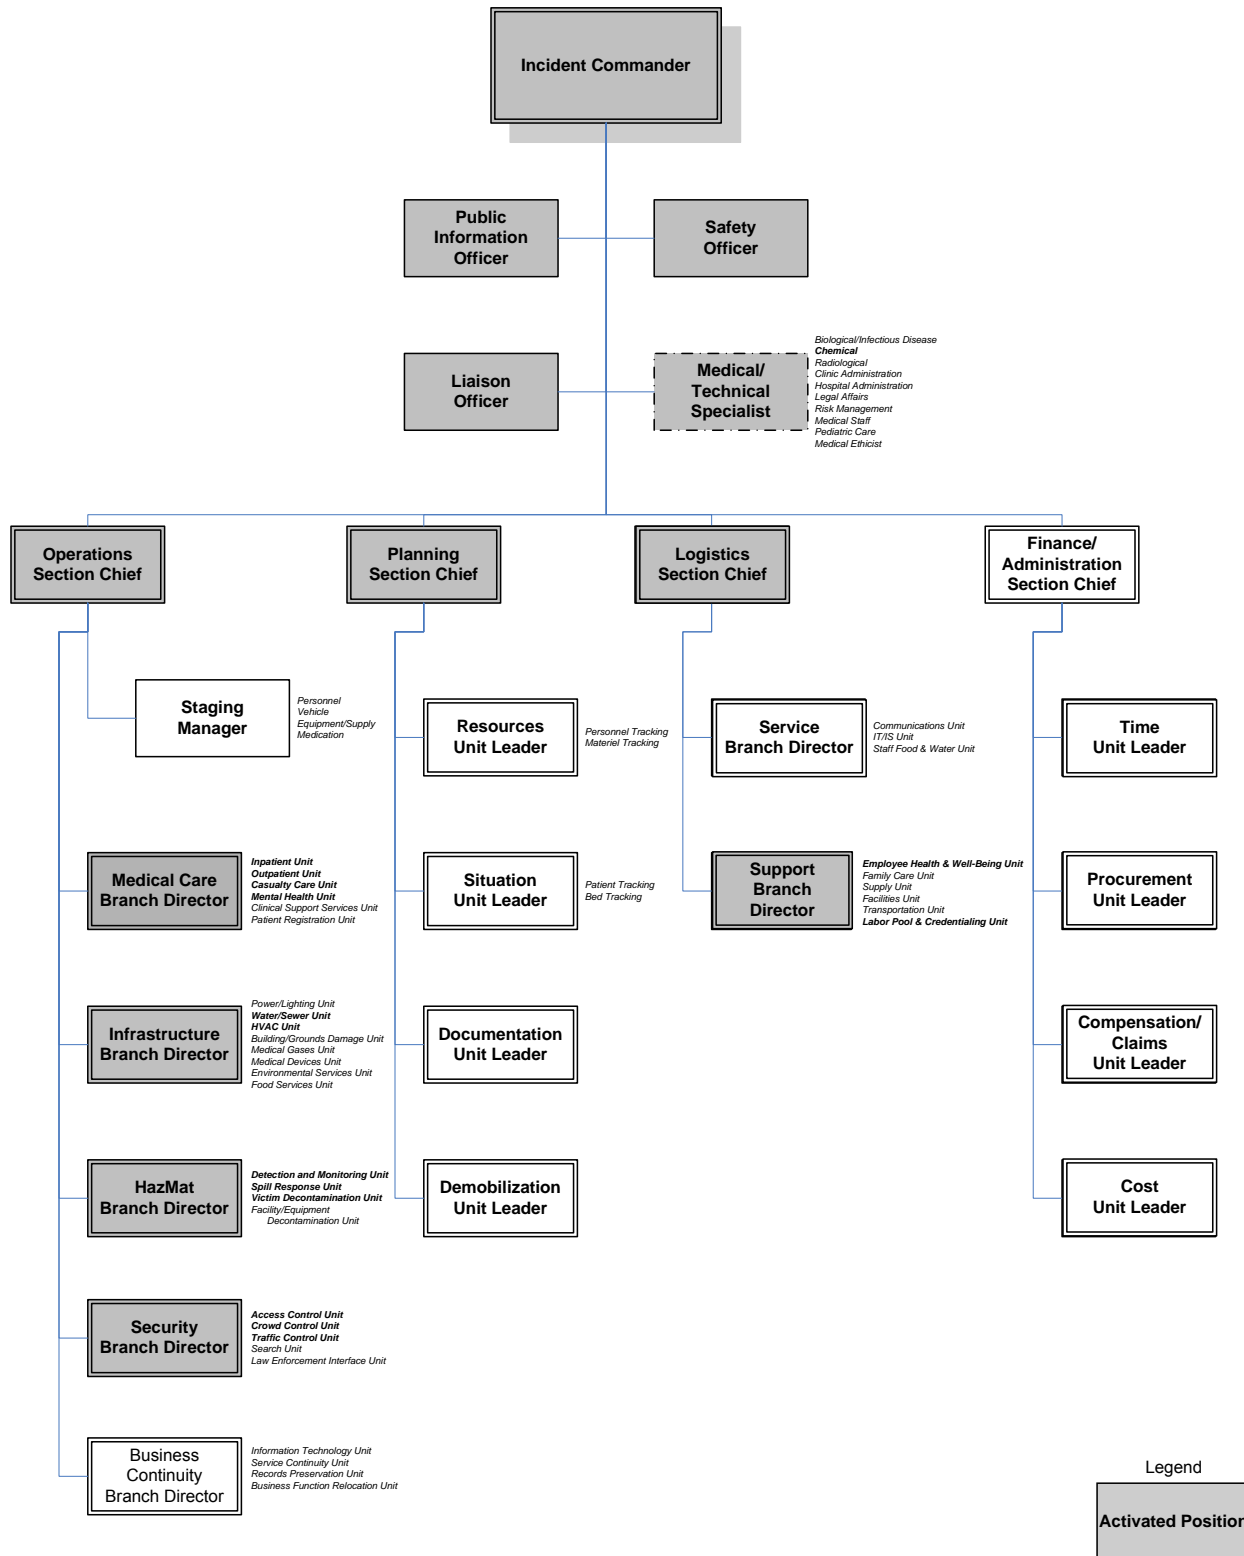 Incident Commander
Public
Information
Officer
Safety
Officer
Liaison
Officer
Medical/
Technical
Specialist
Biological/Infectious Disease
Chemical
Radiological
Clinic Administration
Hospital Administration
Legal Affairs
Risk Management
Medical Staff
Pediatric Care
Medical Ethicist
Operations
Section Chief
Planning
Section Chief
Logistics
Section Chief
Finance/
Administration
Section Chief
Staging
Manager
Personnel
Vehicle
Equipment/Supply
Medication
Resources
Unit Leader
Personnel Tracking
Materiel Tracking
Service
Branch Director
Communications Unit
IT/IS Unit
Staff Food & Water Unit
Time
Unit Leader
Medical Care
Branch Director
Inpatient Unit
Outpatient Unit
Casualty Care Unit
Mental Health Unit
Clinical Support Services Unit
Patient Registration Unit
Situation
Unit Leader
Patient Tracking
Bed Tracking
Support
Branch
Director
Employee Health & Well-Being Unit
Family Care Unit
Supply Unit
Facilities Unit
Transportation Unit
Labor Pool & Credentialing Unit
Procurement
Unit Leader
Infrastructure
Branch Director
Power/Lighting Unit
Water/Sewer Unit
HVAC Unit
Building/Grounds Damage Unit
Medical Gases Unit
Medical Devices Unit
Environmental Services Unit
Food Services Unit
Documentation
Unit Leader
Compensation/
Claims
Unit Leader
HazMat
Branch Director
Detection and Monitoring Unit
Spill Response Unit
Victim Decontamination Unit
Facility/Equipment
Decontamination Unit
Demobilization
Unit Leader
Cost
Unit Leader
Security
Branch Director
Access Control Unit
Crowd Control Unit
Traffic Control Unit
Search Unit
Law Enforcement Interface Unit
Business
Continuity
Branch Director
Information Technology Unit
Service Continuity Unit
Records Preservation Unit
Business Function Relocation Unit
Legend
Activated Position